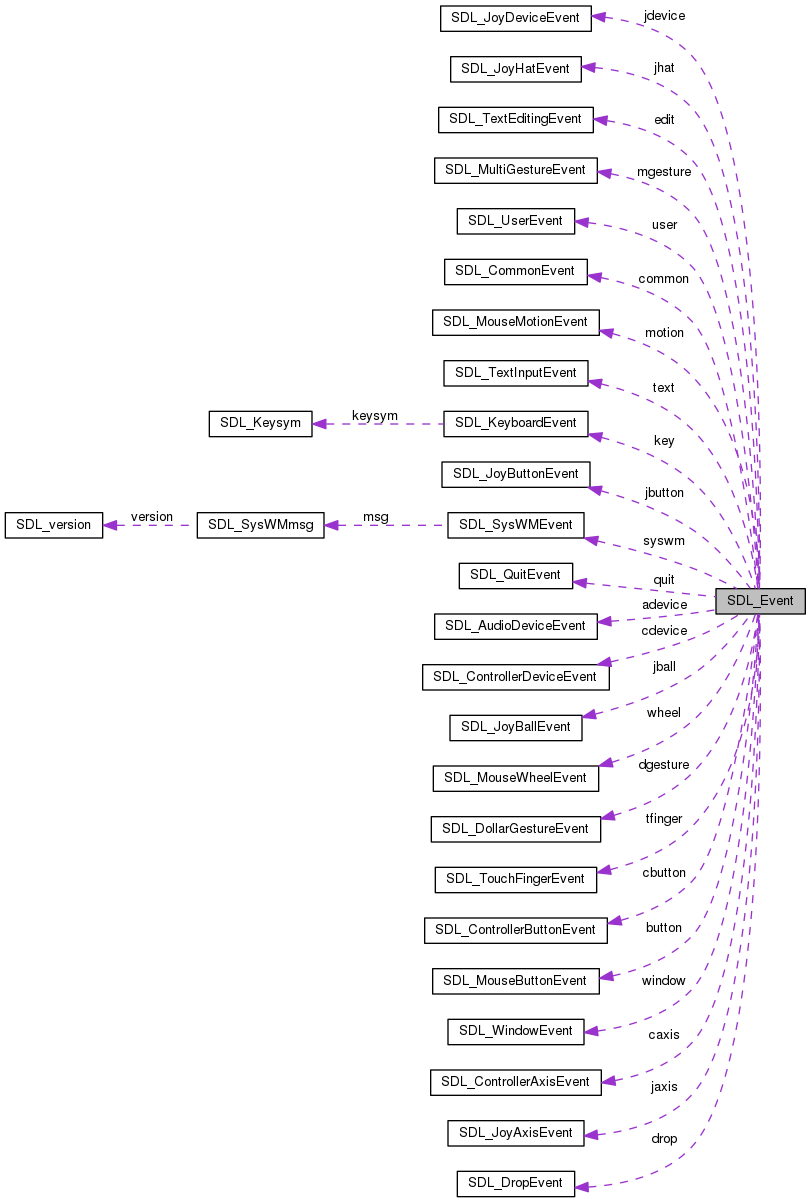 SDL_JoyDeviceEvent
jdevice
SDL_JoyHatEvent
jhat
SDL_TextEditingEvent
edit
SDL_MultiGestureEvent
mgesture
SDL_UserEvent
user
SDL_CommonEvent
common
SDL_MouseMotionEvent
motion
SDL_TextInputEvent
text
SDL_Keysym
keysym
SDL_KeyboardEvent
key
SDL_JoyButtonEvent
jbutton
SDL_version
version
SDL_SysWMmsg
msg
SDL_SysWMEvent
syswm
SDL_QuitEvent
quit
SDL_Event
SDL_AudioDeviceEvent
adevice
SDL_ControllerDeviceEvent
cdevice
SDL_JoyBallEvent
jball
SDL_MouseWheelEvent
wheel
SDL_DollarGestureEvent
dgesture
SDL_TouchFingerEvent
tfinger
SDL_ControllerButtonEvent
cbutton
SDL_MouseButtonEvent
button
SDL_WindowEvent
window
SDL_ControllerAxisEvent
caxis
SDL_JoyAxisEvent
jaxis
SDL_DropEvent
drop